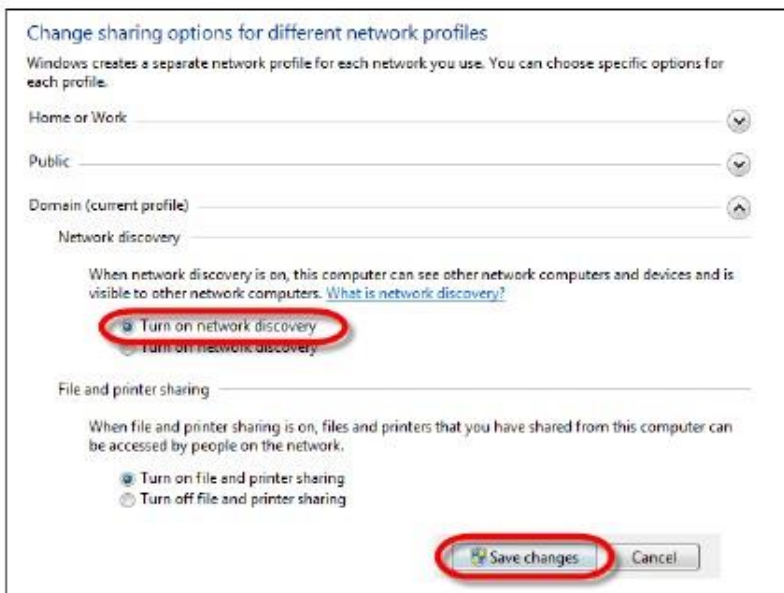 Change sharing options for different network profiles
Windows creates a separate network profile for each network you use. You can choose specific options for
each profile.
Home or Work
Public
Domain (current profile)
Network discovery
When network discovery is on, this computer can see other network computers and devices and is
visible to other network computers. What is network discovery?
Turn on network discovery
Turn on network discovery
File and printer sharing
When file and printer sharing is on, files and printers that you have shared from this computer can
be accessed by people on the network.
Turn on file and printer sharing
Turn off file and printer sharing
Save changes Cancel